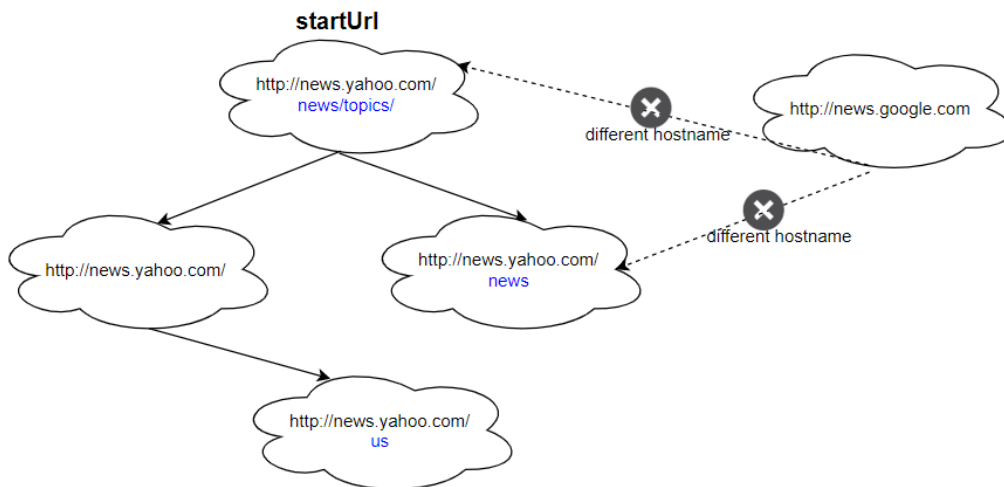 startUrl
http://news.yahoo.com/
news/topics/
http://news.google.com
different hostname
different hostname
http://news.yahoo.com/
http://news.yahoo.com/
news
http://news.yahoo.com/
us